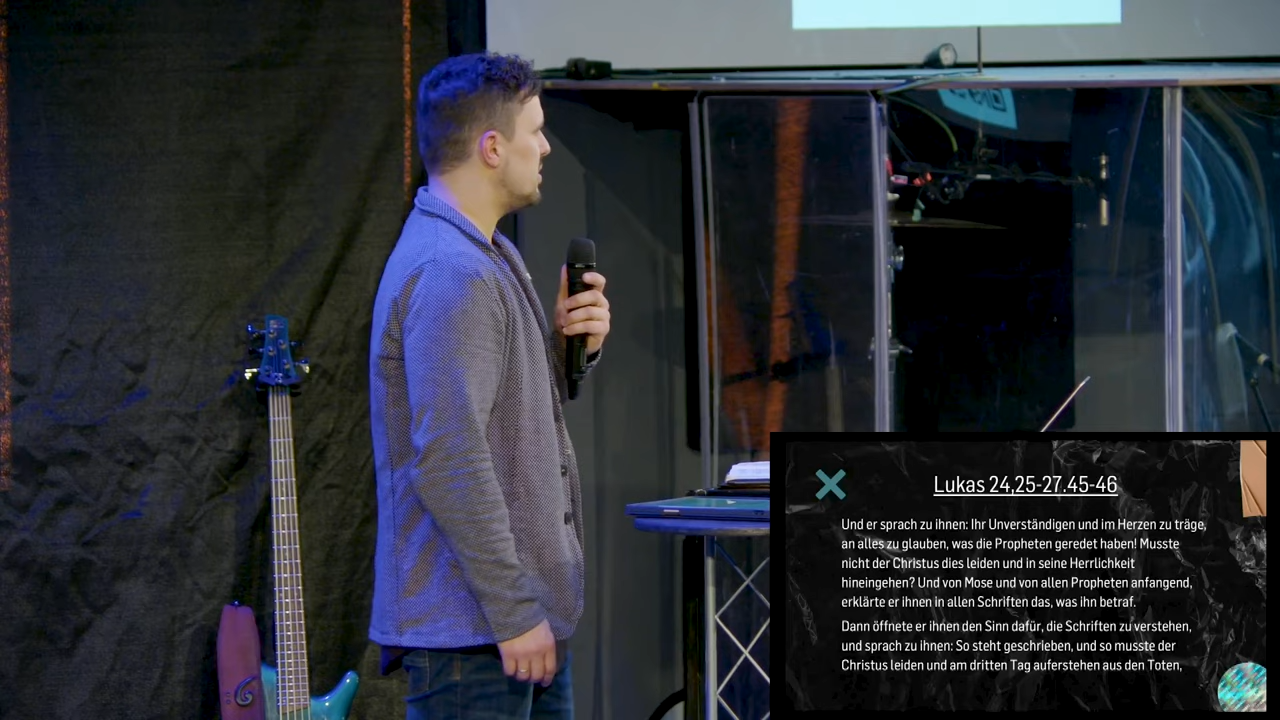 Lukas 24,25-27.45-46
Und er sprach zu ihnen: Ihr Unverständigen und im Herzen zu träge,
an alles zu glauben, was die Propheten geredet haben! Musste
nicht der Christus dies leiden und in seine Herrlichkeit
hineingehen? Und von Mose und von allen Propheten anfangend,
erklärte er ihnen in allen Schriften das, was ihn betraf.
Dann öffnete er ihnen den Sinn dafür, die Schriften zu verstehen,
und sprach zu ihnen: So steht geschrieben, und so musste der
Christus leiden und am dritten Tag auferstehen aus den Toten,